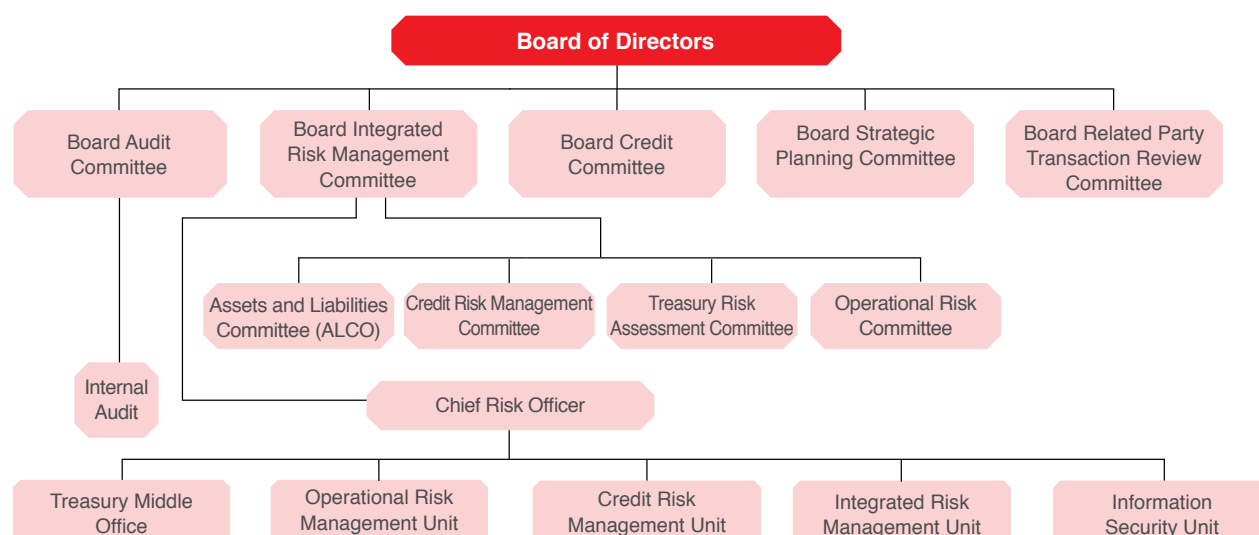 Board of Directors
Board Audit
Committee
Board Integrated
Risk Management
Committee
Board Credit
Committee
Board Strategic
Planning Committee
Board Related Party
Transaction Review
Committee
Assets and Liabilities
Committee (ALCO)
Credit Risk Management
Committee
Treasury Risk
Assessment Committee
Operational Risk
Committee
Internal
Audit
Chief Risk Officer
Treasury Middle
Office
Operational Risk
Management Unit
Credit Risk
Management Unit
Integrated Risk
Management Unit
Information
Security Unit